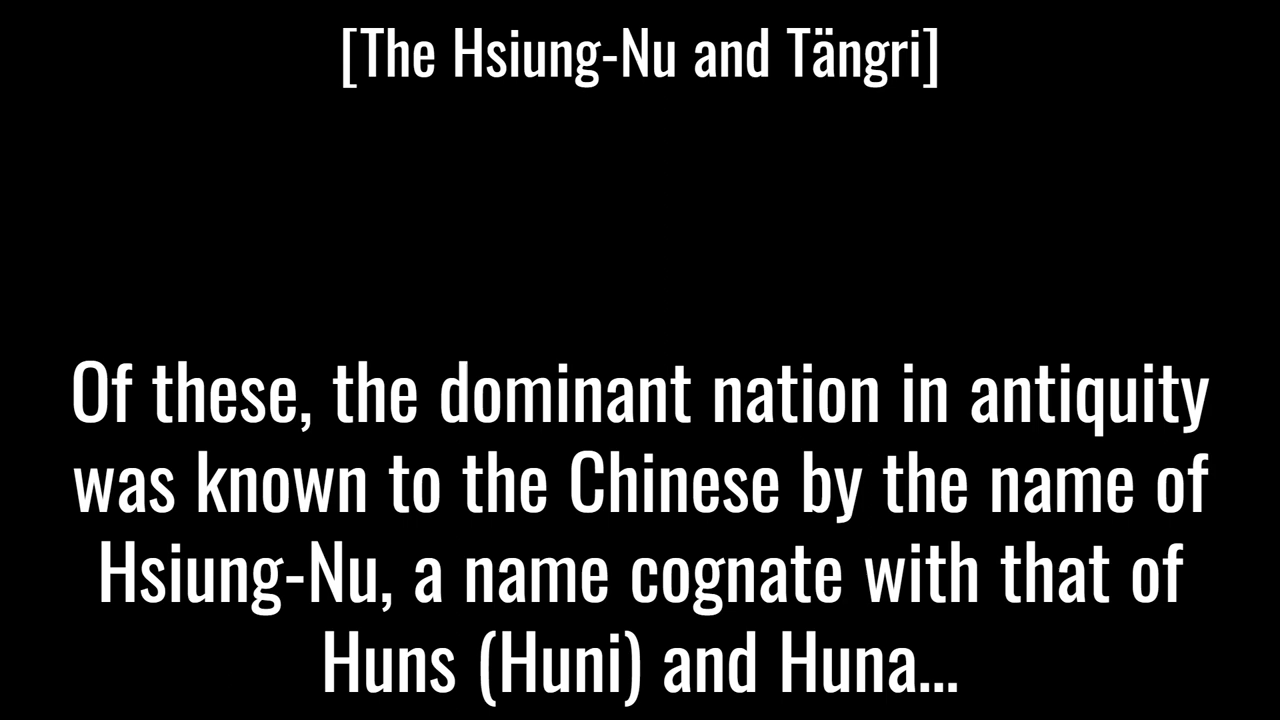 [The Hsiung-Nu and Tängri]
Of these, the dominant nation in antiquity
was known to the Chinese by the name of
Hsiung-Nu, a name cognate with that of
Huns (Huni) and Huna...